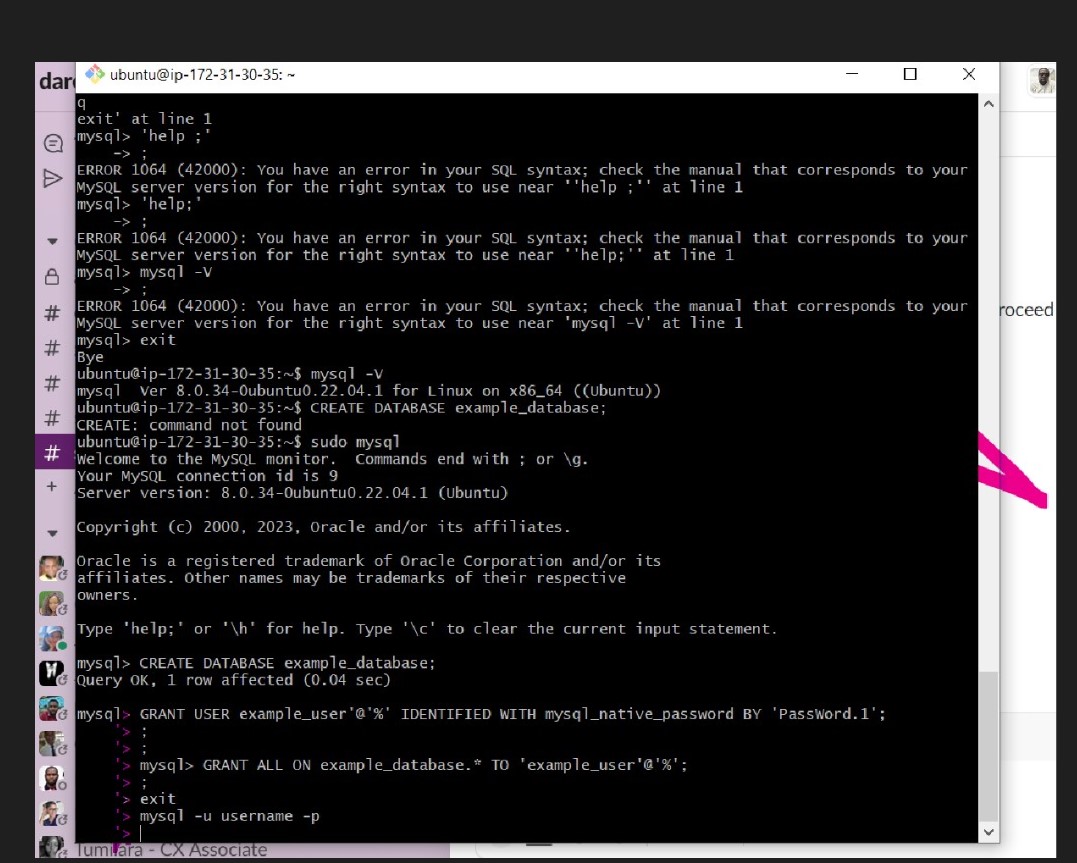 dar
ubuntu@ip-172-31-30-35: ~
q
exit' at line 1
mysql> 'help ;'
    -> ;
ERROR 1064 (42000): You have an error in your SQL syntax; check the manual that corresponds to your
MySQL server version for the right syntax to use near ''help ;'' at line 1
mysql> 'help;'
    -> ;
ERROR 1064 (42000): You have an error in your SQL syntax; check the manual that corresponds to your
MySQL server version for the right syntax to use near ''help;'' at line 1
mysql> mysql -V
    -> ;
ERROR 1064 (42000): You have an error in your SQL syntax; check the manual that corresponds to your
MySQL server version for the right syntax to use near 'mysql -V' at line 1
mysql> exit
Bye
ubuntu@ip-172-31-30-35:~$ mysql -V
mysql  Ver 8.0.34-0ubuntu0.22.04.1 for Linux on x86_64 ((Ubuntu))
ubuntu@ip-172-31-30-35:~$ CREATE DATABASE example_database;
CREATE: command not found
ubuntu@ip-172-31-30-35:~$ sudo mysql
Welcome to the MySQL monitor.  Commands end with ; or \g.
Your MySQL connection id is 9
Server version: 8.0.34-0ubuntu0.22.04.1 (Ubuntu)
Copyright (c) 2000, 2023, Oracle and/or its affiliates.
Oracle is a registered trademark of Oracle Corporation and/or its
affiliates. Other names may be trademarks of their respective
owners.
Type 'help;' or '\h' for help. Type '\c' to clear the current input statement.
mysql> CREATE DATABASE example_database;
Query OK, 1 row affected (0.04 sec)
mysql> GRANT USER example_user'@'%' IDENTIFIED WITH mysql_native_password BY 'PassWord.1';
    '> ;
    '> ;
    '> mysql> GRANT ALL ON example_database.* TO 'example_user'@'%';
    '> ;
    '> exit
    '> mysql -u username -p
    '>
roceed
Tumilara - CX Associate